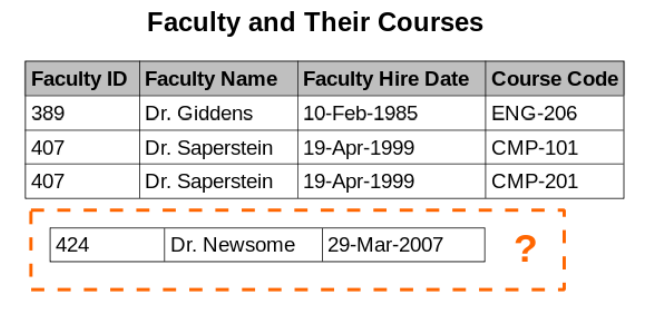 Faculty and Their Courses
Faculty ID Faculty Name Faculty Hire Date Course Code
389 Dr. Giddens 10-Feb-1985 ENG-206
407 Dr. Saperstein 19-Apr-1999 CMP-101
407 Dr. Saperstein 19-Apr-1999 CMP-201
424 Dr. Newsome 29-Mar-2007 ?